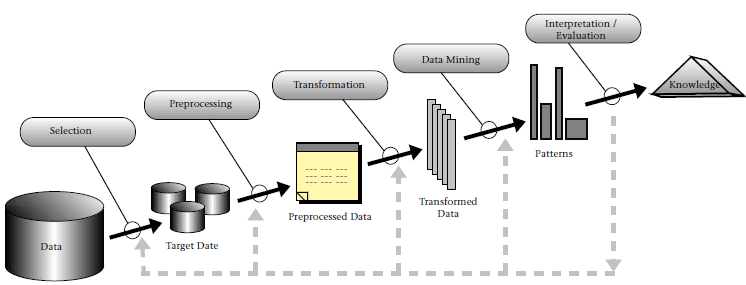 Interpretation /
Evaluation
Data Mining
Transformation
Preprocessing
Selection
Data
Target Date
Preprocessed Data
Transformed
Data
Patterns
Knowledge